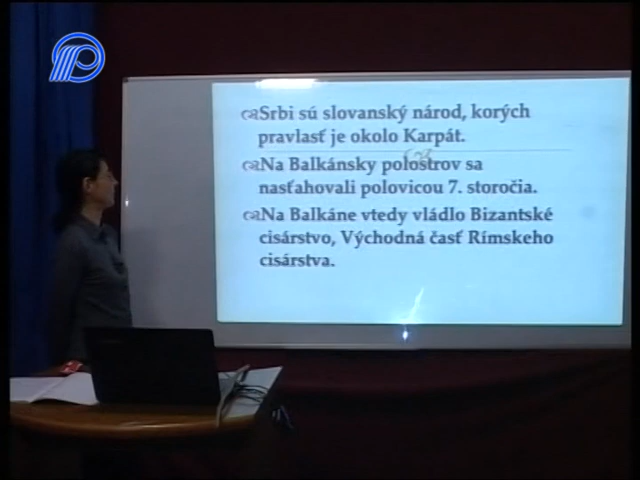 Srbi sú slovanský národ, korých
pravlasť je okolo Karpát.
Na Balkánsky polostrov sa
nasťahovali polovicou 7. storočia.
Na Balkáne vtedy vládlo Bizantské
cisárstvo, Východná časť Rímskeho
cisárstva.